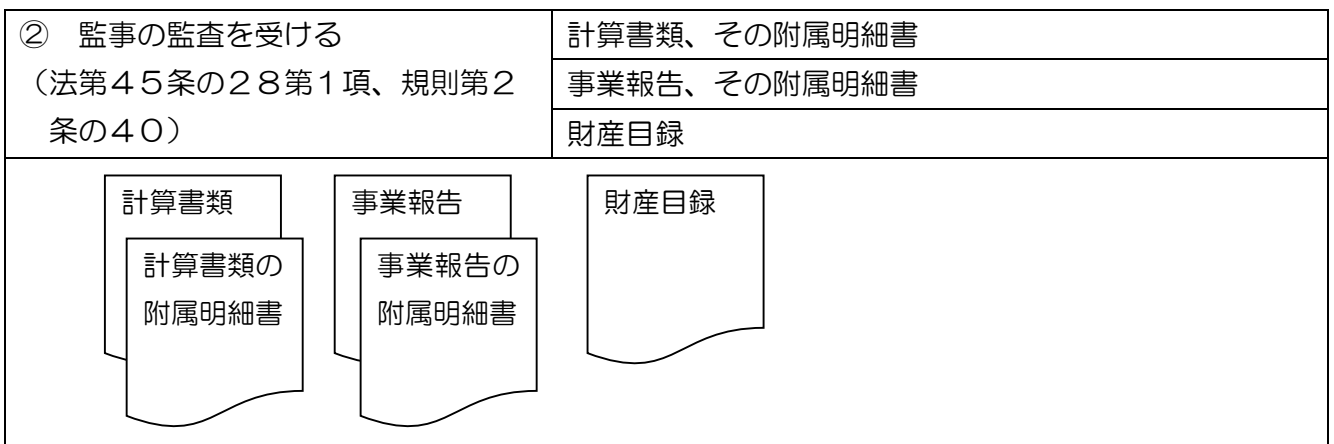 ② 監事の監査を受ける
（法第４５条の２８第１項、規則第２
条の４０）
計算書類、その附属明細書
事業報告、その附属明細書
財産目録
計算書類
計算書類の
附属明細書
事業報告
事業報告の
附属明細書
財産目録